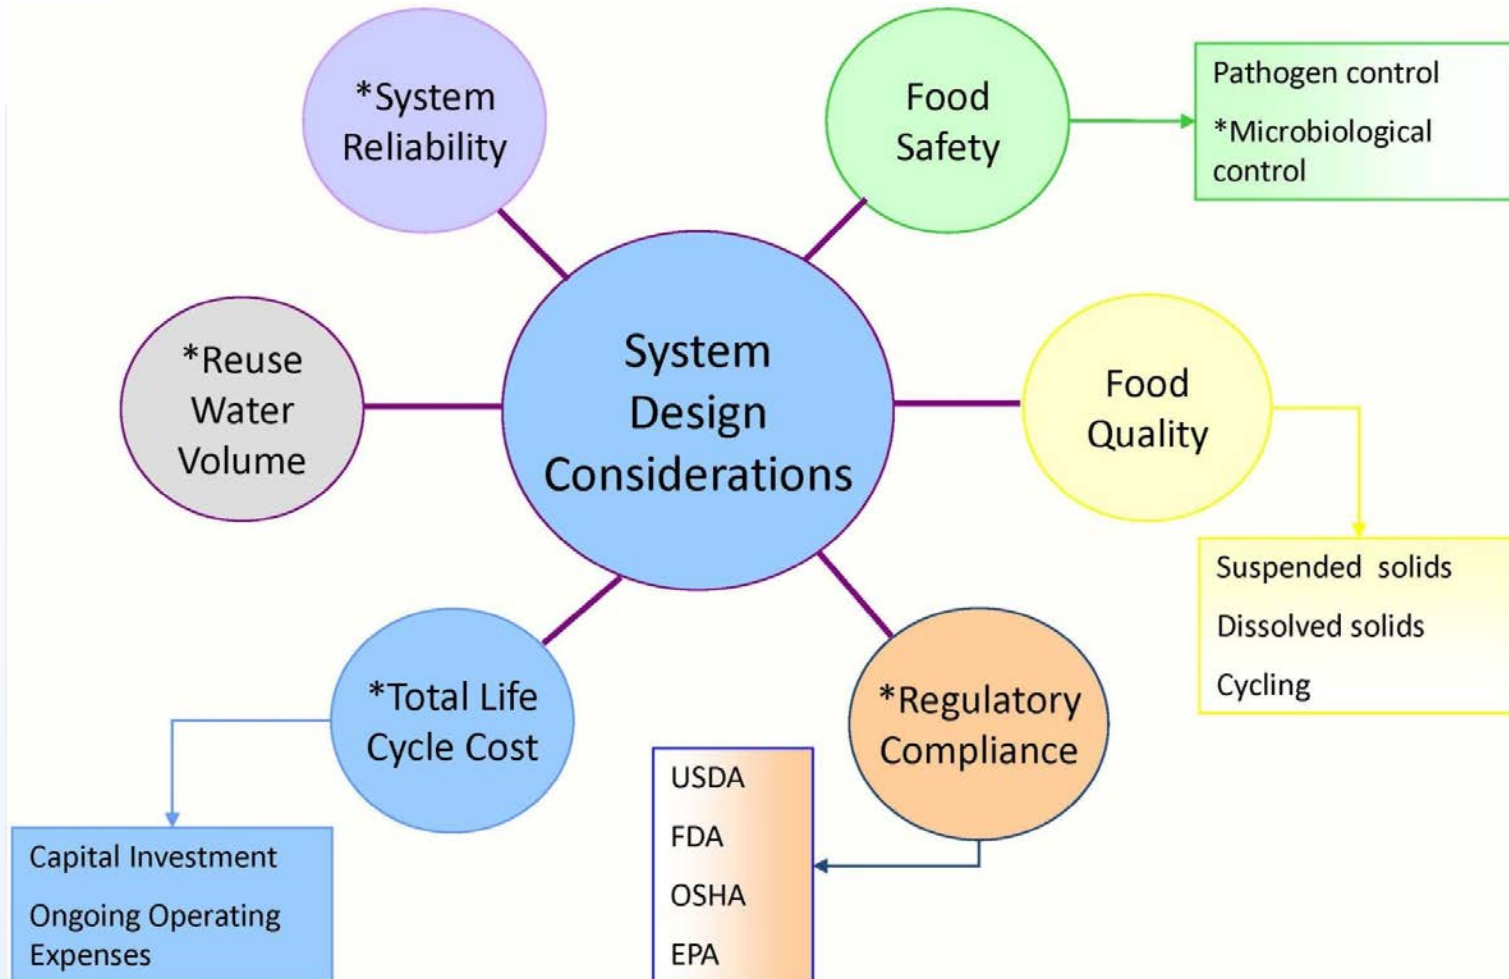 *System
Reliability
Food
Safety
Pathogen control
*Microbiological
control
*Reuse
Water
Volume
System
Design
Considerations
Food
Quality
Suspended solids
Dissolved solids
Cycling
*Total Life
Cycle Cost
*Regulatory
Compliance
USDA
FDA
OSHA
EPA
Capital Investment
Ongoing Operating
Expenses